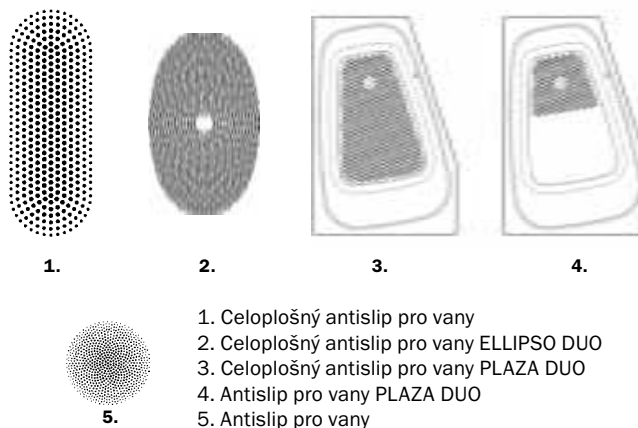 1.
2.
3.
4.
5.
1. Celoplošný antislip pro vany
2. Celoplošný antislip pro vany ELLIPSO DUO
3. Celoplošný antislip pro vany PLAZA DUO
4. Antislip pro vany PLAZA DUO
5. Antislip pro vany